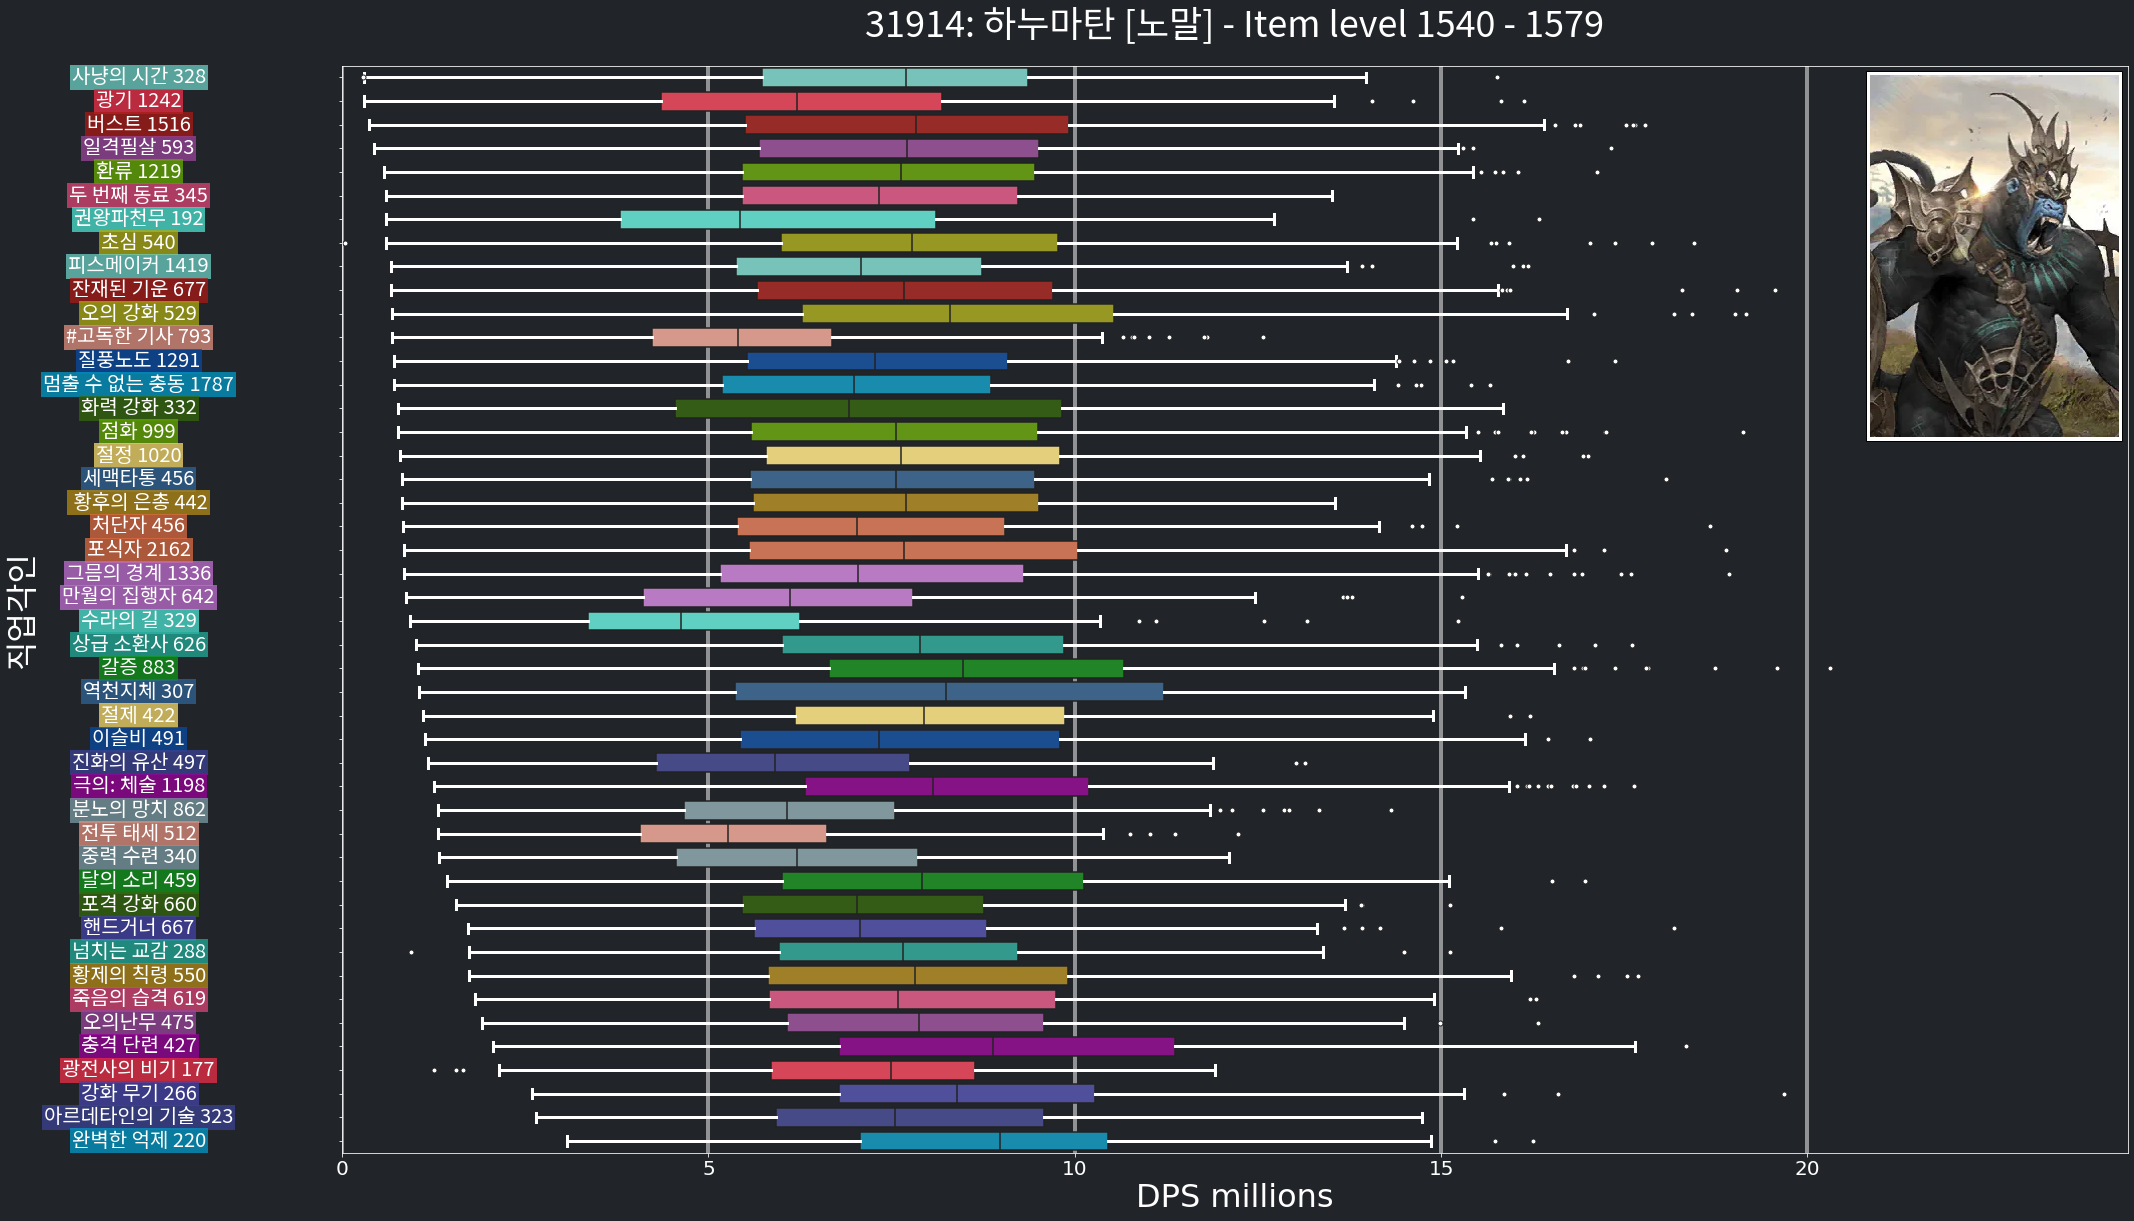 31914: 하누마탄 [노말] - Item level 1540 - 1579
사냥의 시간 328
광기 1242
버스트 1516
일격필살 593
환류 1219
두 번째 동료 345
권왕파천무 192
초심 540
피스메이커 1419
잔재된 기운 677
오의 강화 529
#고독한 기사 793
질풍노도 1291
멈출 수 없는 충동 1787
화력 강화 332
점화 999
절정 1020
세맥타통 456
황후의 은총 442
처단자 456
포식자 2162
그믐의 경계 1336
만월의 집행자 642
수라의 길 329
상급 소환사 626
갈증 883
역천지체 307
절제 422
이슬비 491
진화의 유산 497
극의: 체술 1198
분노의 망치 862
전투 태세 512
중력 수련 340
달의 소리 459
포격 강화 660
핸드거너 667
넘치는 교감 288
황제의 칙령 550
죽음의 습격 619
오의난무 475
충격 단련 427
광전사의 비기 177
강화 무기 266
아르데타인의 기술 323
완벽한 억제 220
직업각인
0 5 10 15 20
DPS millions